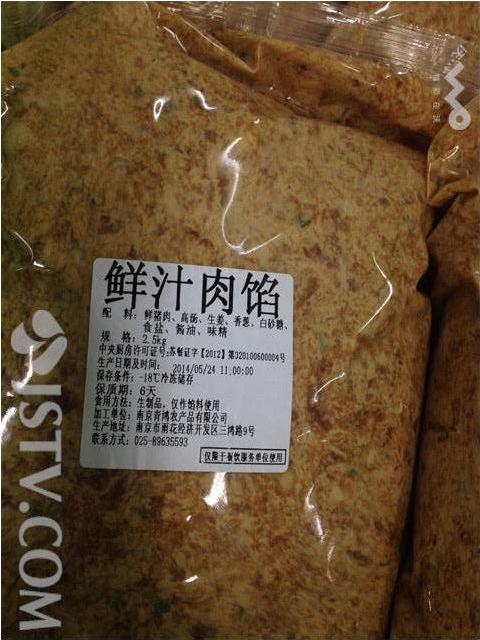 鲜汁肉馅
配 料：鲜猪肉、高汤、生姜、香葱、白砂糖、
食盐、酱油、味精
规 格：2.5kg
中央厨房许可证号:苏餐证字【2012】第320100600004号
生产日期及时间： 2014/05/24 11:00:00
保存条件：-18℃冷冻储存
保质期：6天
食用方法：生制品，仅作馅料使用
加工单位：南京青鸿农产品有限公司
生产地址：南京市雨花经济开发区三鸿路9号
联系方式：025-89635593
仅限于餐饮服务单位使用
JSTV.COM